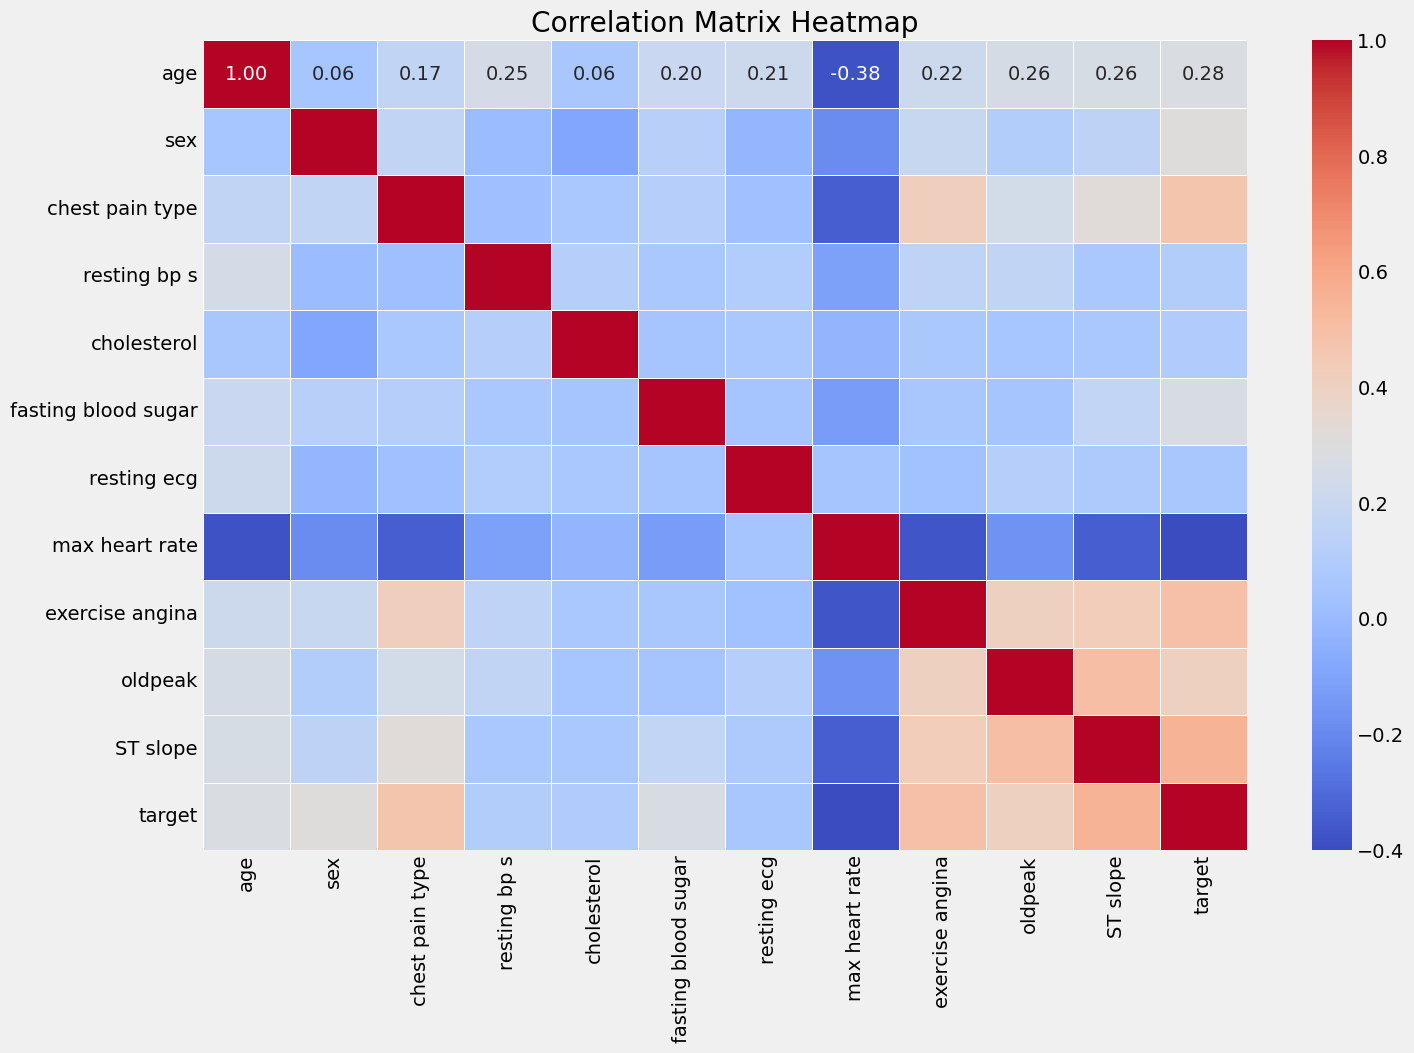 Correlation Matrix Heatmap
age 1.00 0.06 0.17 0.25 0.06 0.20 0.21 -0.38 0.22 0.26 0.26 0.28
sex
chest pain type
resting bp s
cholesterol
fasting blood sugar
resting ecg
max heart rate
exercise angina
oldpeak
ST slope
target
age
sex
chest pain type
resting bp s
cholesterol
fasting blood sugar
resting ecg
max heart rate
exercise angina
oldpeak
ST slope
target
1.0
0.8
0.6
0.4
0.2
0.0
−0.2
−0.4